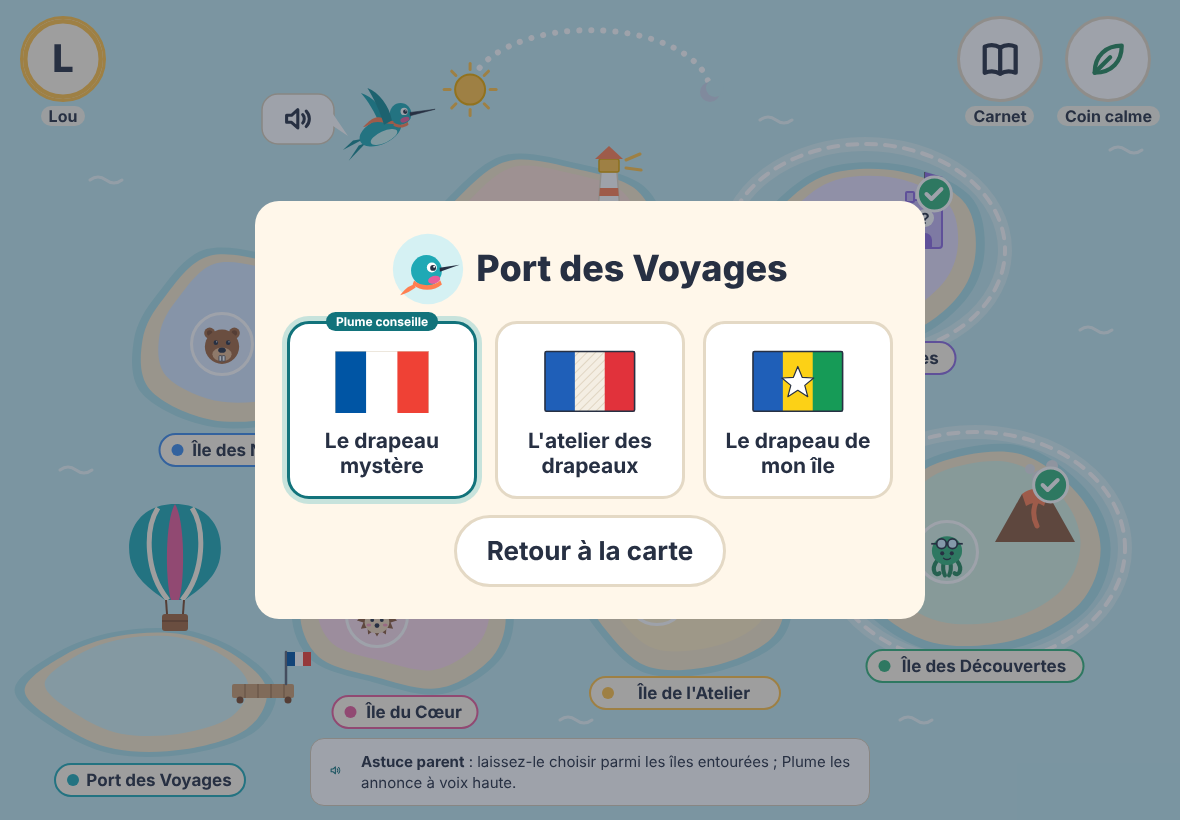 L
Lou
Carnet
Coin calme
?
Port des Voyages
Plume conseille
Le drapeau
mystère
L'atelier des
drapeaux
Le drapeau de
mon île
es
Île des N
Retour à la carte
Île des Découvertes
Île de l'Atelier
Île du Cœur
Port des Voyages
Astuce parent : laissez-le choisir parmi les îles entourées ; Plume les
annonce à voix haute.